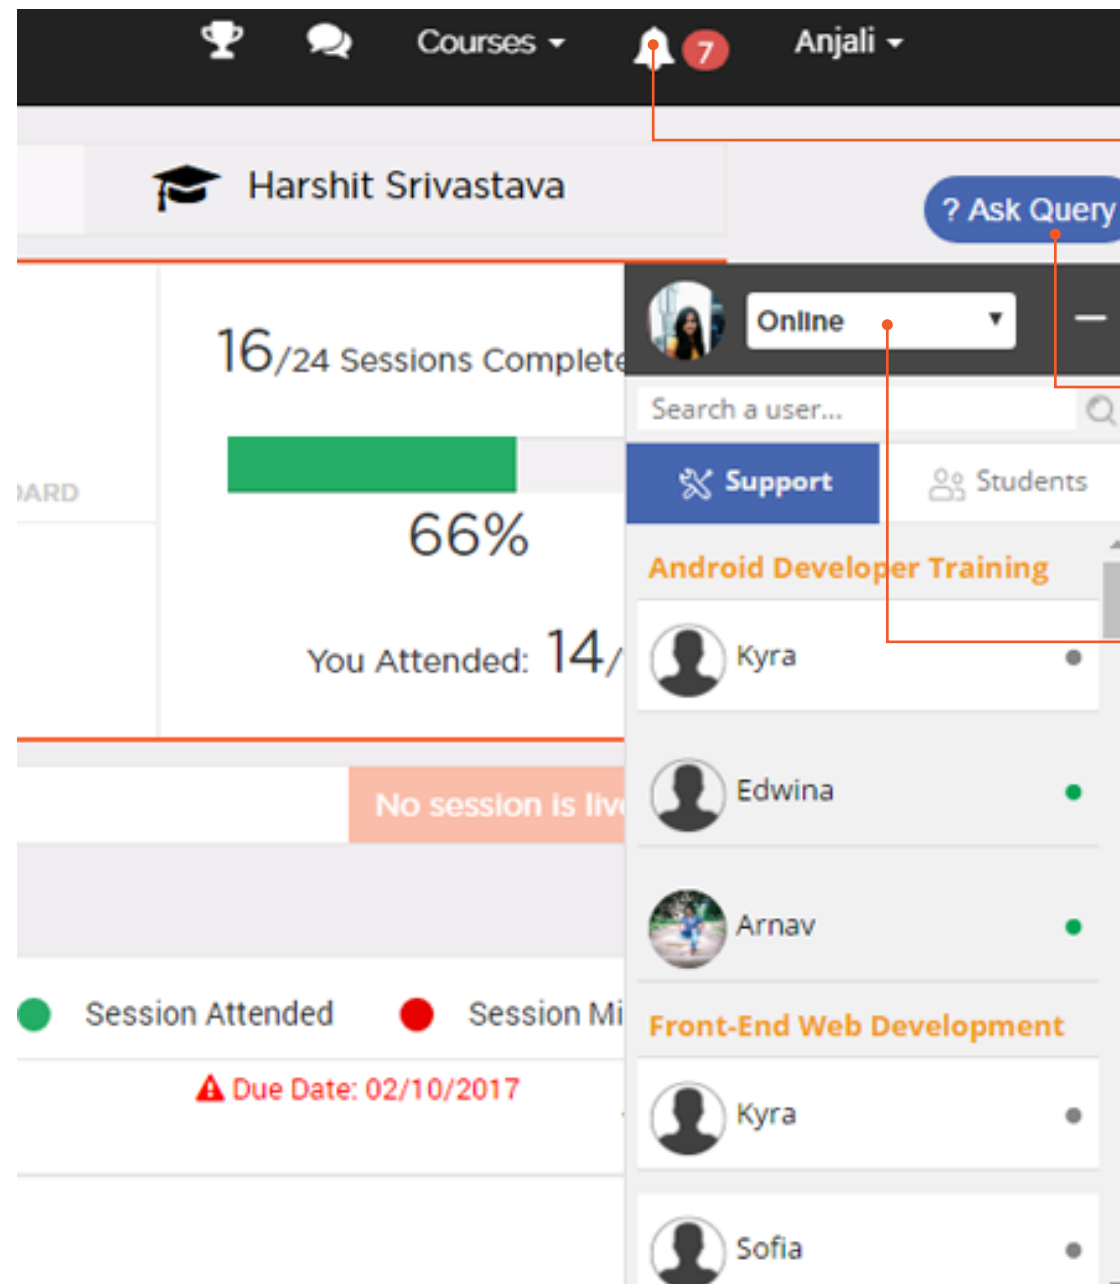 Courses
7
Anjali
Harshit Srivastava
? Ask Query
Online
16/24 Sessions Complete
Search a user...
Support
Students
66%
Android Developer Training
You Attended: 14/
Kyra
Edwina
No session is live
Arnav
Session Attended
Session Mi
Front-End Web Development
Due Date: 02/10/2017
Kyra
Sofia